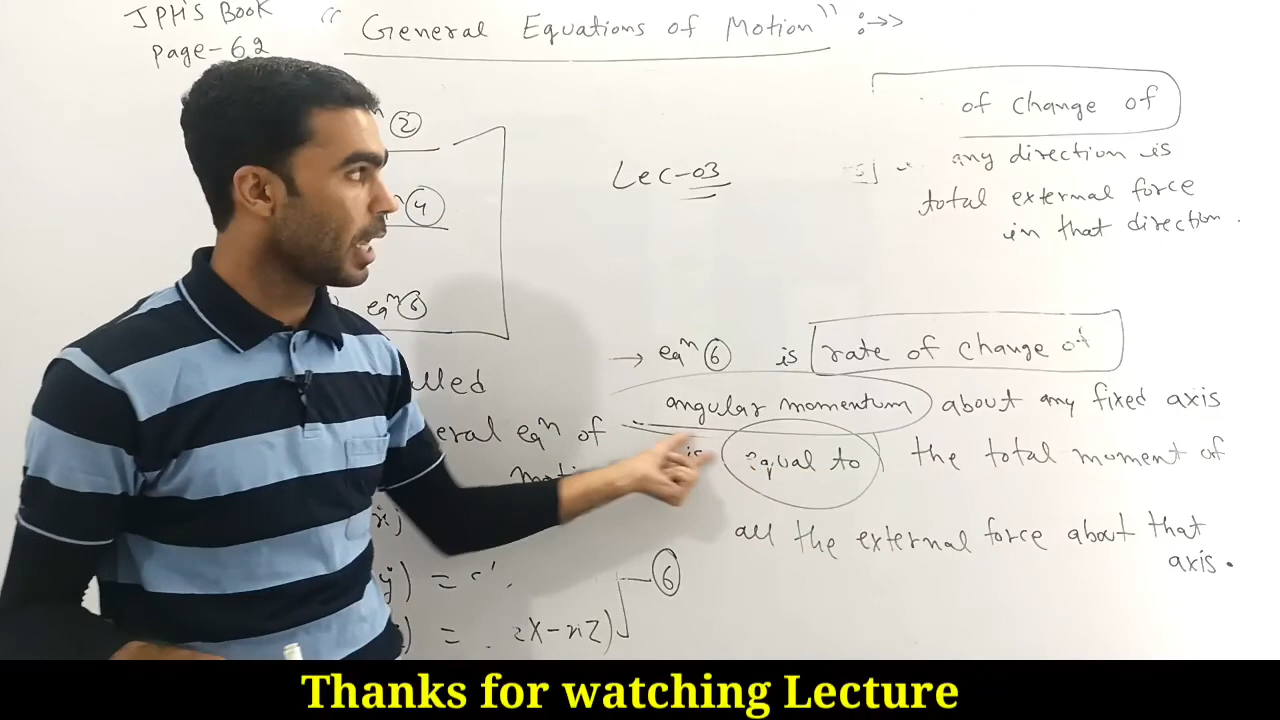 JPH'S Book
Page-62
"General Equations of Motion" :->>
②
④
eqⁿ ⑥
Lec-03
of change of
any direction is
total external force
in that direction.
→ eqⁿ ⑥ is rate of change of
angular momentum about any fixed axis
is equal to the total moment of
all the external force about that
axis.
eqⁿ of
) =
) = zX-xZ)
⑥
Thanks for watching Lecture